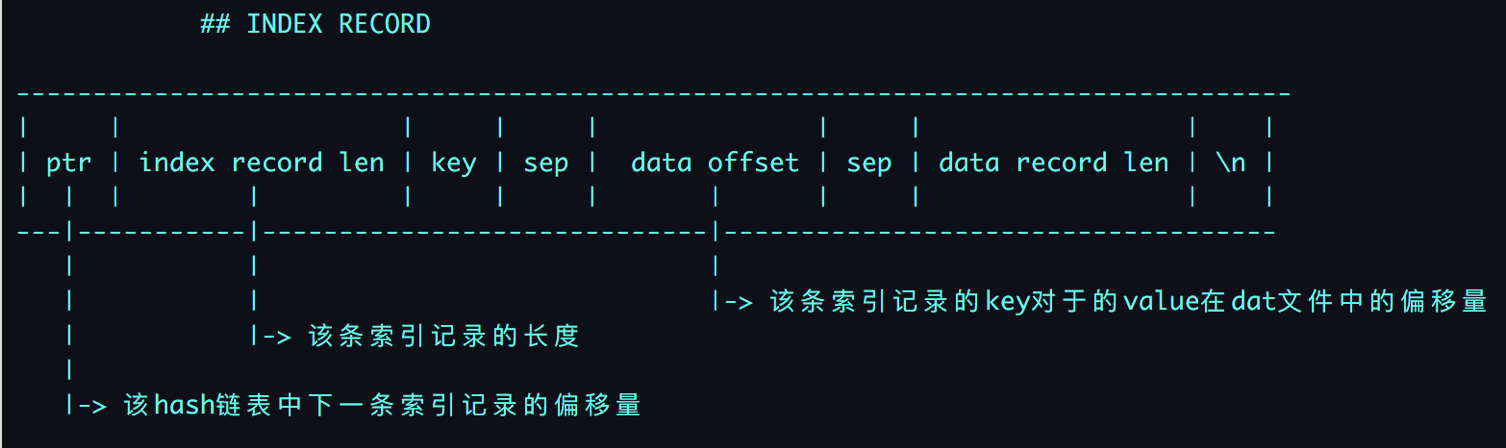 ## INDEX RECORD
| ptr | index record len | key | sep | data offset | sep | data record len | \n |
|-> 该条索引记录的key对于的value在dat文件中的偏移量
|-> 该条索引记录的长度
|-> 该hash链表中下一条索引记录的偏移量